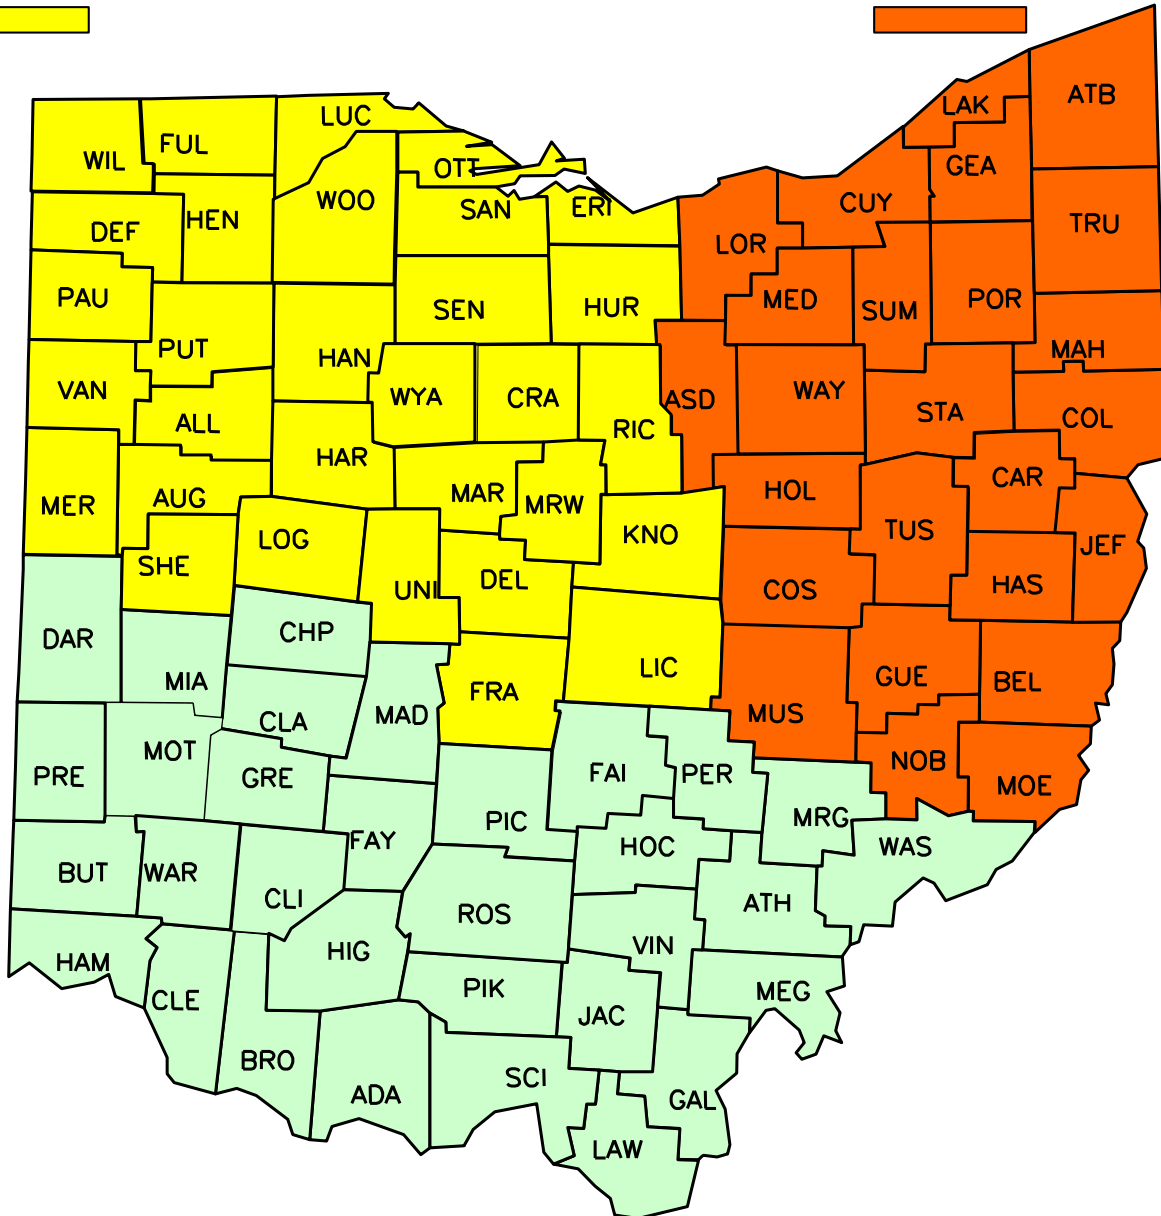 ATB
LAK
LUC
FUL
WIL
OTT
GEA
WOO
SAN
ERI
CUY
HEN
TRU
DEF
LOR
PAU
SEN
HUR
MED
SUM
POR
PUT
HAN
MAH
VAN
WYA
CRA
ASD
WAY
ALL
RIC
STA
COL
HAR
MER
AUG
MAR
MRW
HOL
CAR
LOG
KNO
TUS
JEF
SHE
UNI
DEL
COS
HAS
DAR
CHP
MIA
FRA
LIC
GUE
BEL
CLA
MAD
MUS
MOT
PRE
GRE
FAI
PER
NOB
MOE
PIC
MRG
FAY
HOC
WAS
BUT
WAR
CLI
ROS
ATH
HAM
HIG
VIN
CLE
PIK
MEG
JAC
BRO
SCI
ADA
GAL
LAW